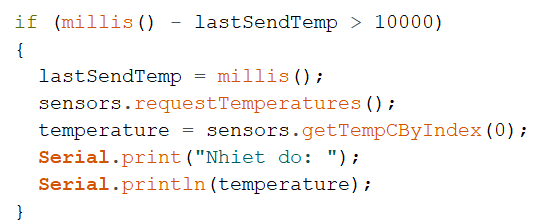 if (millis() - lastSendTemp > 10000)
{
  lastSendTemp = millis();
  sensors.requestTemperatures();
  temperature = sensors.getTempCByIndex(0);
  Serial.print("Nhiet do: ");
  Serial.println(temperature);
}